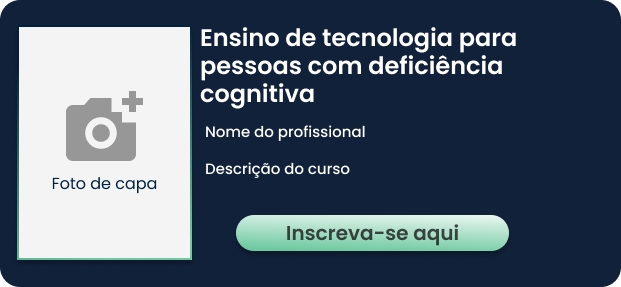 Ensino de tecnologia para
pessoas com deficiência
cognitiva
Nome do profissional
Descrição do curso
Foto de capa
Inscreva-se aqui